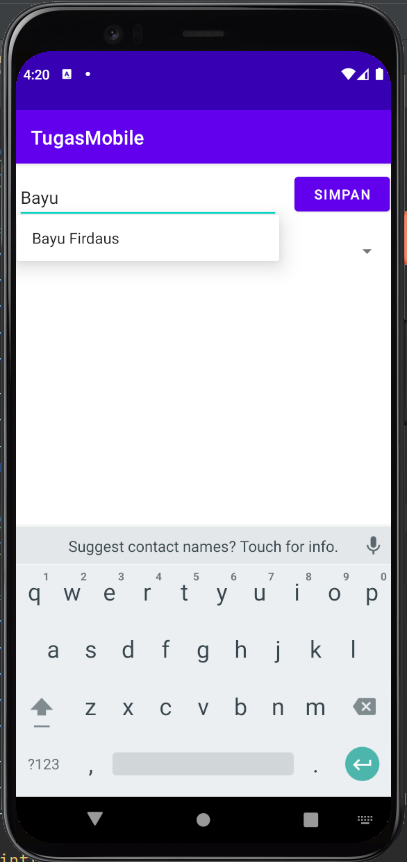 4:20 A
TugasMobile
Bayu
SIMPAN
Bayu Firdaus
Suggest contact names? Touch for info.
q 1 w 2 e 3 r 4 t 5 y 6 u 7 i 8 o 9 p 0
a s d f g h j k l
z x c v b n m
?123 , .
int